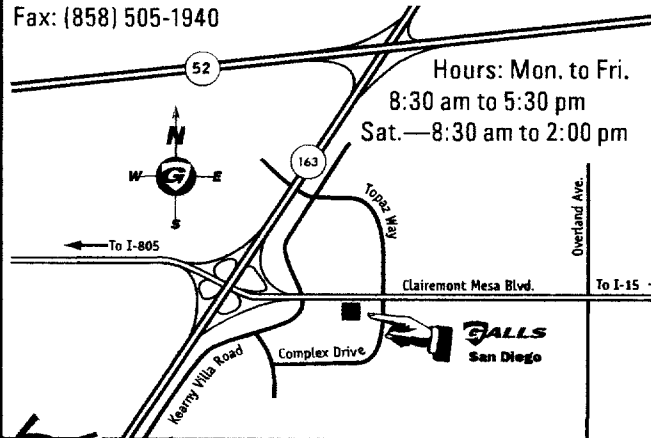 Fax: (858) 505-1940
52
Hours: Mon. to Fri.
8:30 am to 5:30 pm
Sat.—8:30 am to 2:00 pm
N
W G E
S
163
Topaz Way
Overland Ave.
To I-805
Clairemont Mesa Blvd.
To I-15
GALLS
San Diego
Complex Drive
Kearny Villa Road